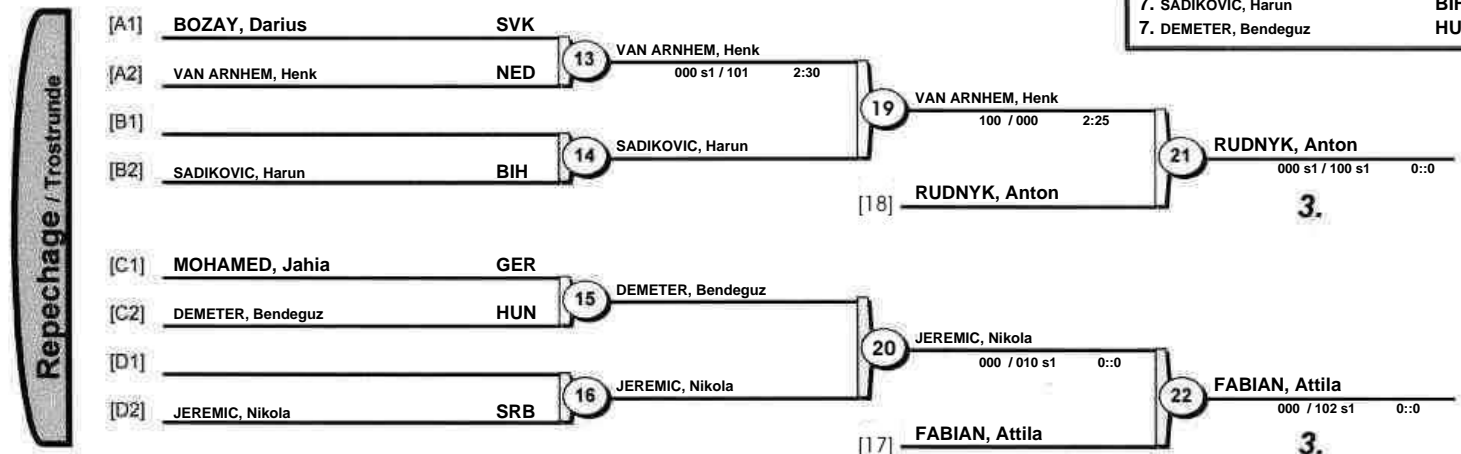 7. SADIKOVIC, Harun BIH
7. DEMETER, Bendeguz HU
Repechage / Trostrunde
[A1] BOZAY, Darius SVK
[A2] VAN ARNHEM, Henk NED
13 VAN ARNHEM, Henk
000 s1 / 101 2:30
[B1]
[B2] SADIKOVIC, Harun BIH
14 SADIKOVIC, Harun
19 VAN ARNHEM, Henk
100 / 000 2:25
[18] RUDNYK, Anton
21 RUDNYK, Anton
000 s1 / 100 s1 0::0
3.
[C1] MOHAMED, Jahia GER
[C2] DEMETER, Bendeguz HUN
15 DEMETER, Bendeguz
[D1]
[D2] JEREMIC, Nikola SRB
16 JEREMIC, Nikola
20 JEREMIC, Nikola
000 / 010 s1 0::0
[17] FABIAN, Attila
22 FABIAN, Attila
000 / 102 s1 0::0
3.